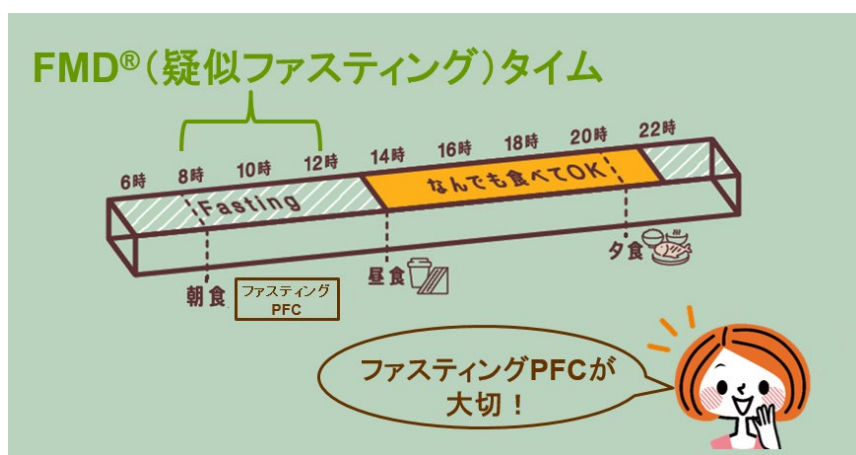 FMD®(疑似ファスティング)タイム
6時 8時 10時 12時 14時 16時 18時 20時 22時
Fasting なんでも食べてOK
朝食 ファスティング
PFC
昼食
夕食
ファスティングPFCが
大切!